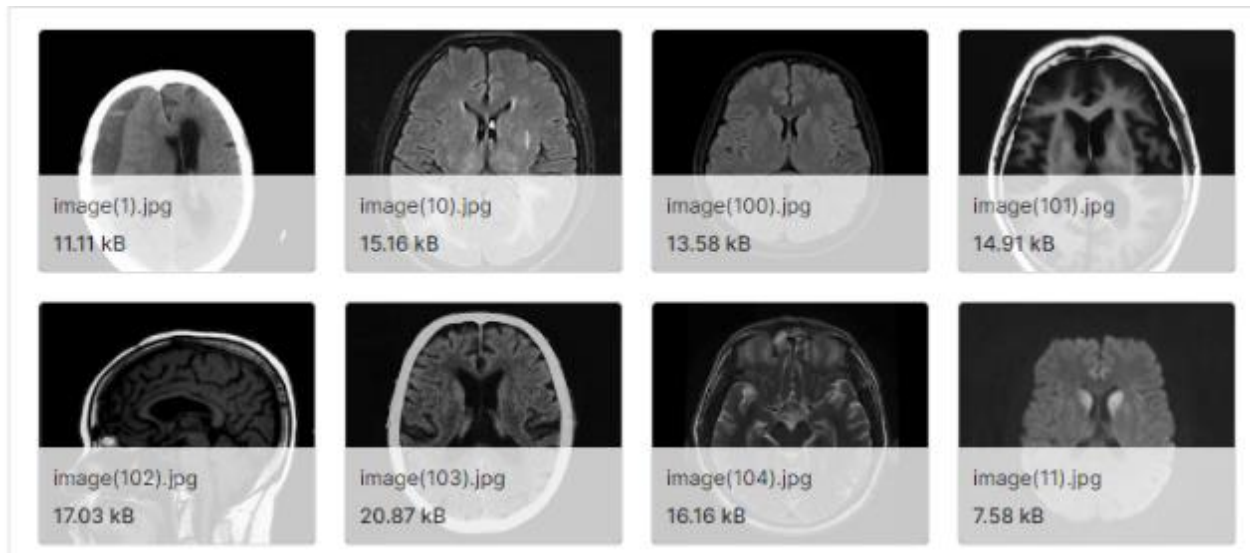 image(1).jpg
11.11 kB
image(10).jpg
15.16 kB
image(100).jpg
13.58 kB
image(101).jpg
14.91 kB
image(102).jpg
17.03 kB
image(103).jpg
20.87 kB
image(104).jpg
16.16 kB
image(11).jpg
7.58 kB